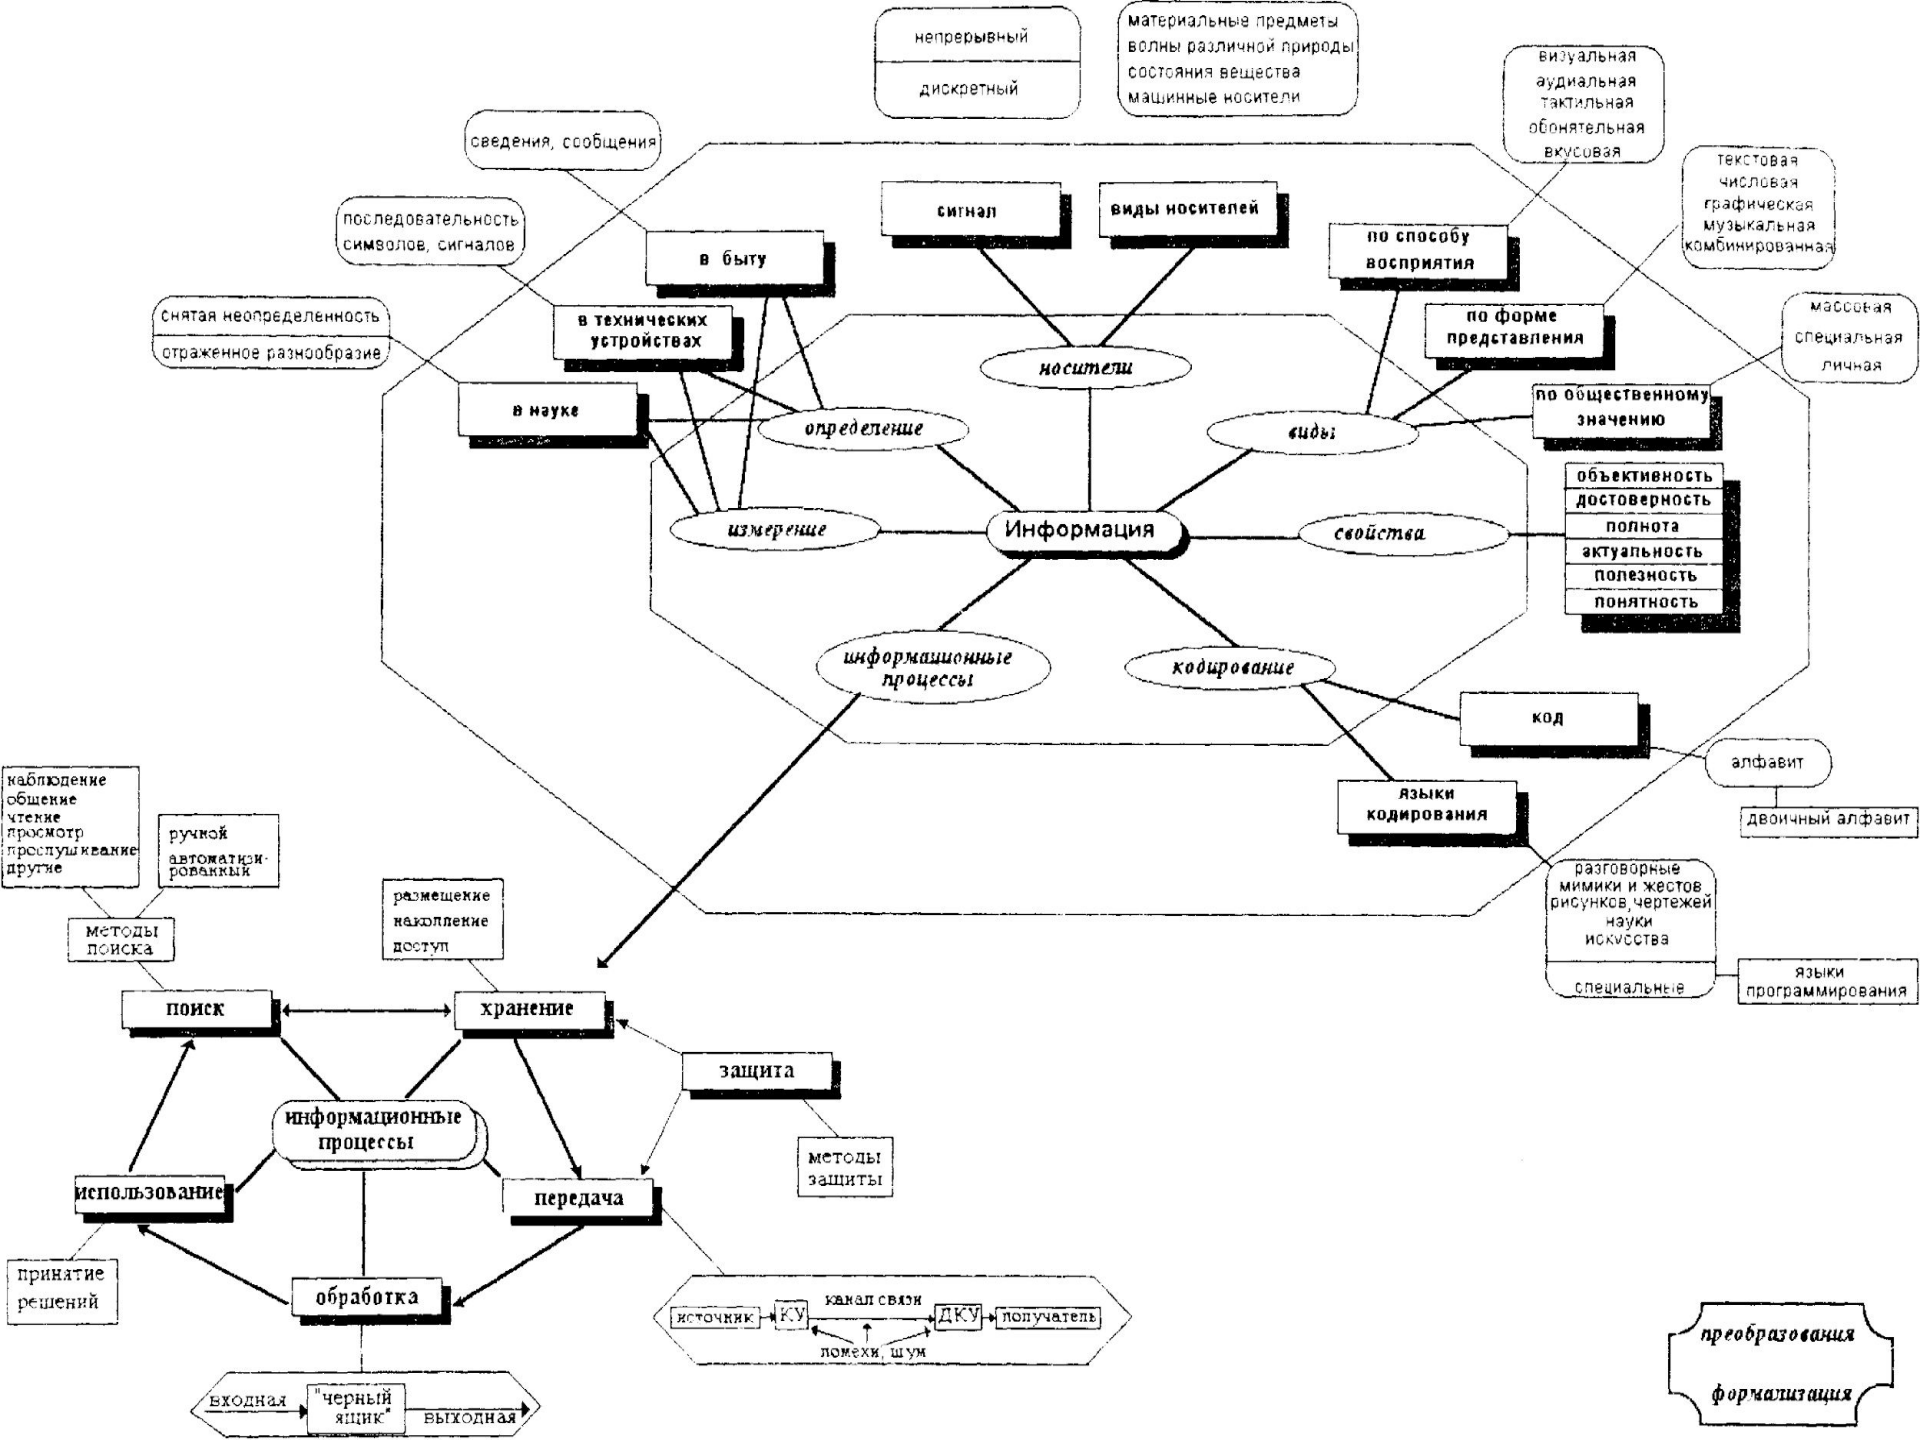 непрерывный
дискретный
материальные предметы
волны различной природы
состояния вещества
машинные носители
визуальная
аудиальная
тактильная
обонятельная
вкусовая
сведения, сообщения
текстовая
числовая
графическая
музыкальная
комбинированная
последовательность
символов, сигналов
сигнал
виды носителей
в быту
по способу
восприятия
снятая неопределенность
отраженное разнообразие
в технических
устройствах
по форме
представления
массовая
специальная
личная
в науке
носители
по общественному
значению
определение
виды
измерение
Информация
свойства
объективность
достоверность
полнота
актуальность
полезность
понятность
информационные
процессы
кодирование
код
алфавит
двоичный алфавит
языки
кодирования
разговорные
мимики и жестов
рисунков, чертежей
науки
искусства
специальные
языки
программирования
наблюдение
общение
чтение
просмотр
прослушивание
другие
ручной
автоматизи-
рованный
методы
поиска
размещение
накопление
доступ
поиск
хранение
защита
методы
защиты
информационные
процессы
использование
передача
принятие
решений
обработка
источник
КУ
канал связи
ДКУ
получатель
помехи, шум
входная
"черный
ящик"
выходная
преобразования
формализация